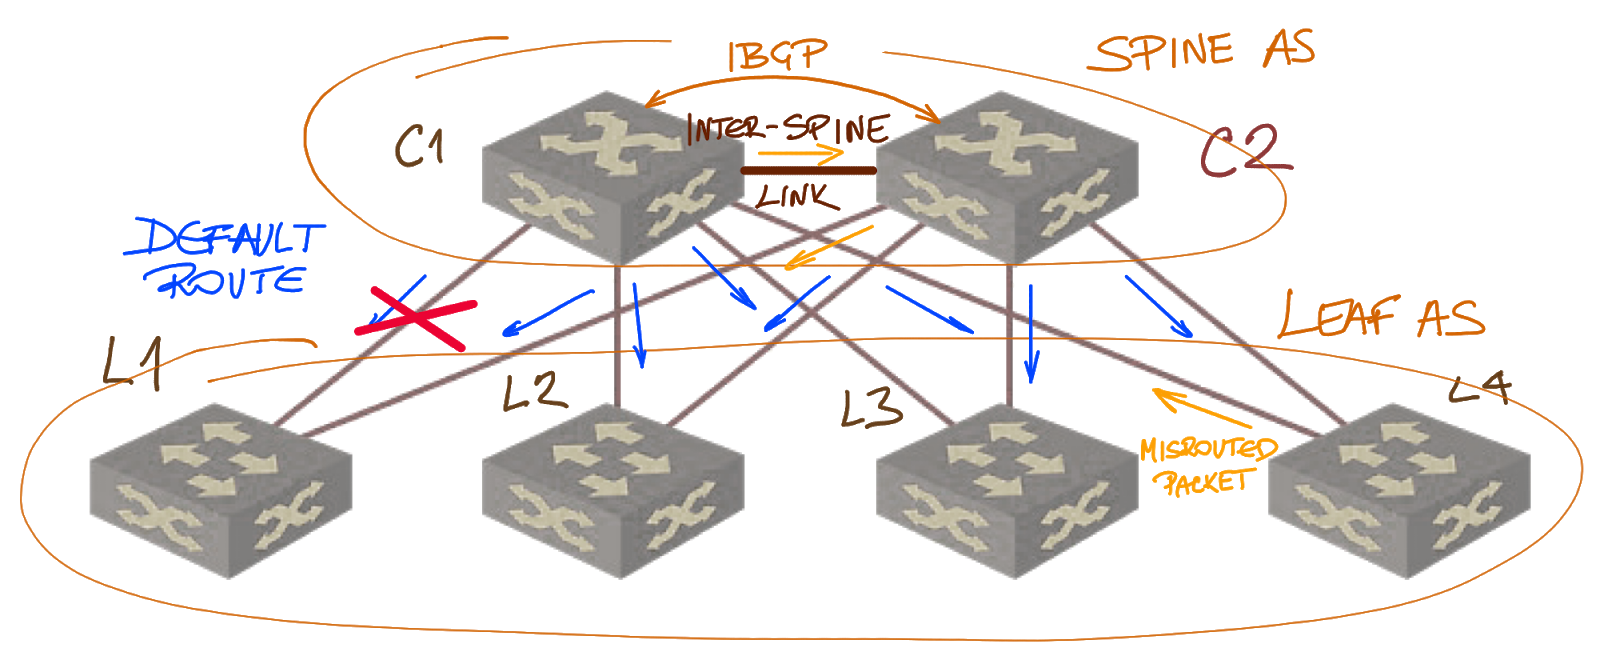 IBGP
SPINE AS
C1
INTER-SPINE
LINK
C2
DEFAULT
ROUTE
LEAF AS
L1
L2
L3
L4
MISROUTED
PACKET